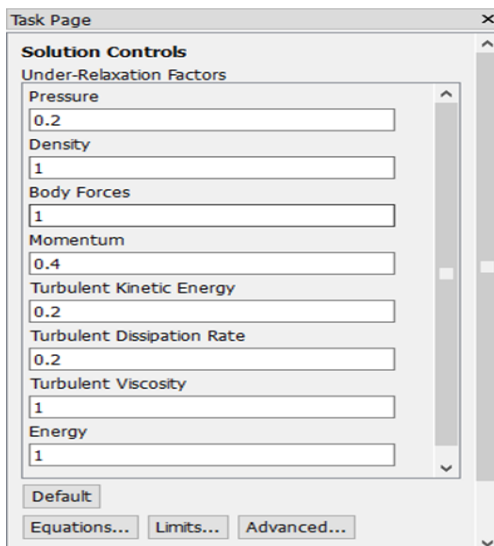 Task Page
Solution Controls
Under-Relaxation Factors
Pressure
0.2
Density
1
Body Forces
1
Momentum
0.4
Turbulent Kinetic Energy
0.2
Turbulent Dissipation Rate
0.2
Turbulent Viscosity
1
Energy
1
Default
Equations... Limits... Advanced...